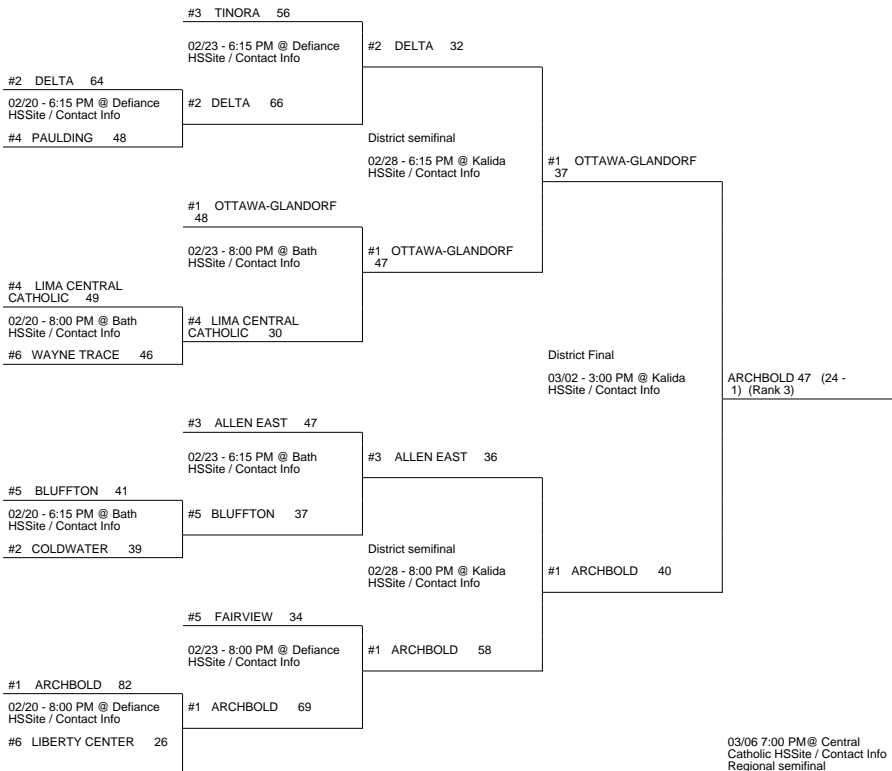 #3 TINORA 56
02/23 - 6:15 PM @ Defiance
HSSite / Contact Info
#2 DELTA 32
#2 DELTA 64
02/20 - 6:15 PM @ Defiance
HSSite / Contact Info
#2 DELTA 66
#4 PAULDING 48
District semifinal
02/28 - 6:15 PM @ Kalida
HSSite / Contact Info
#1 OTTAWA-GLANDORF
37
#1 OTTAWA-GLANDORF
48
02/23 - 8:00 PM @ Bath
HSSite / Contact Info
#1 OTTAWA-GLANDORF
47
#4 LIMA CENTRAL
CATHOLIC 49
02/20 - 8:00 PM @ Bath
HSSite / Contact Info
#4 LIMA CENTRAL
CATHOLIC 30
#6 WAYNE TRACE 46
District Final
03/02 - 3:00 PM @ Kalida
HSSite / Contact Info
ARCHBOLD 47 (24 -
1) (Rank 3)
#3 ALLEN EAST 47
02/23 - 6:15 PM @ Bath
HSSite / Contact Info
#3 ALLEN EAST 36
#5 BLUFFTON 41
02/20 - 6:15 PM @ Bath
HSSite / Contact Info
#5 BLUFFTON 37
#2 COLDWATER 39
District semifinal
02/28 - 8:00 PM @ Kalida
HSSite / Contact Info
#1 ARCHBOLD 40
#5 FAIRVIEW 34
02/23 - 8:00 PM @ Defiance
HSSite / Contact Info
#1 ARCHBOLD 58
#1 ARCHBOLD 82
02/20 - 8:00 PM @ Defiance
HSSite / Contact Info
#1 ARCHBOLD 69
#6 LIBERTY CENTER 26
03/06 7:00 PM@ Central
Catholic HSSite / Contact Info
Regional semifinal